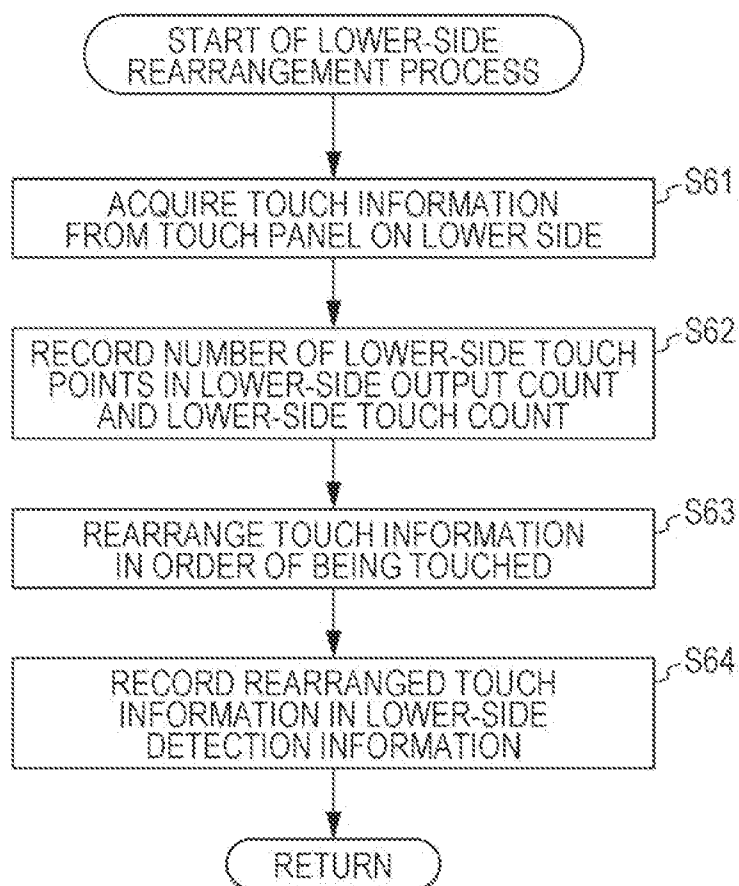 START OF LOWER-SIDE
REARRANGEMENT PROCESS
S61
ACQUIRE TOUCH INFORMATION
FROM TOUCH PANEL ON LOWER SIDE
S62
RECORD NUMBER OF LOWER-SIDE TOUCH
POINTS IN LOWER-SIDE OUTPUT COUNT
AND LOWER-SIDE TOUCH COUNT
S63
REARRANGE TOUCH INFORMATION
IN ORDER OF BEING TOUCHED
S64
RECORD REARRANGED TOUCH
INFORMATION IN LOWER-SIDE
DETECTION INFORMATION
RETURN